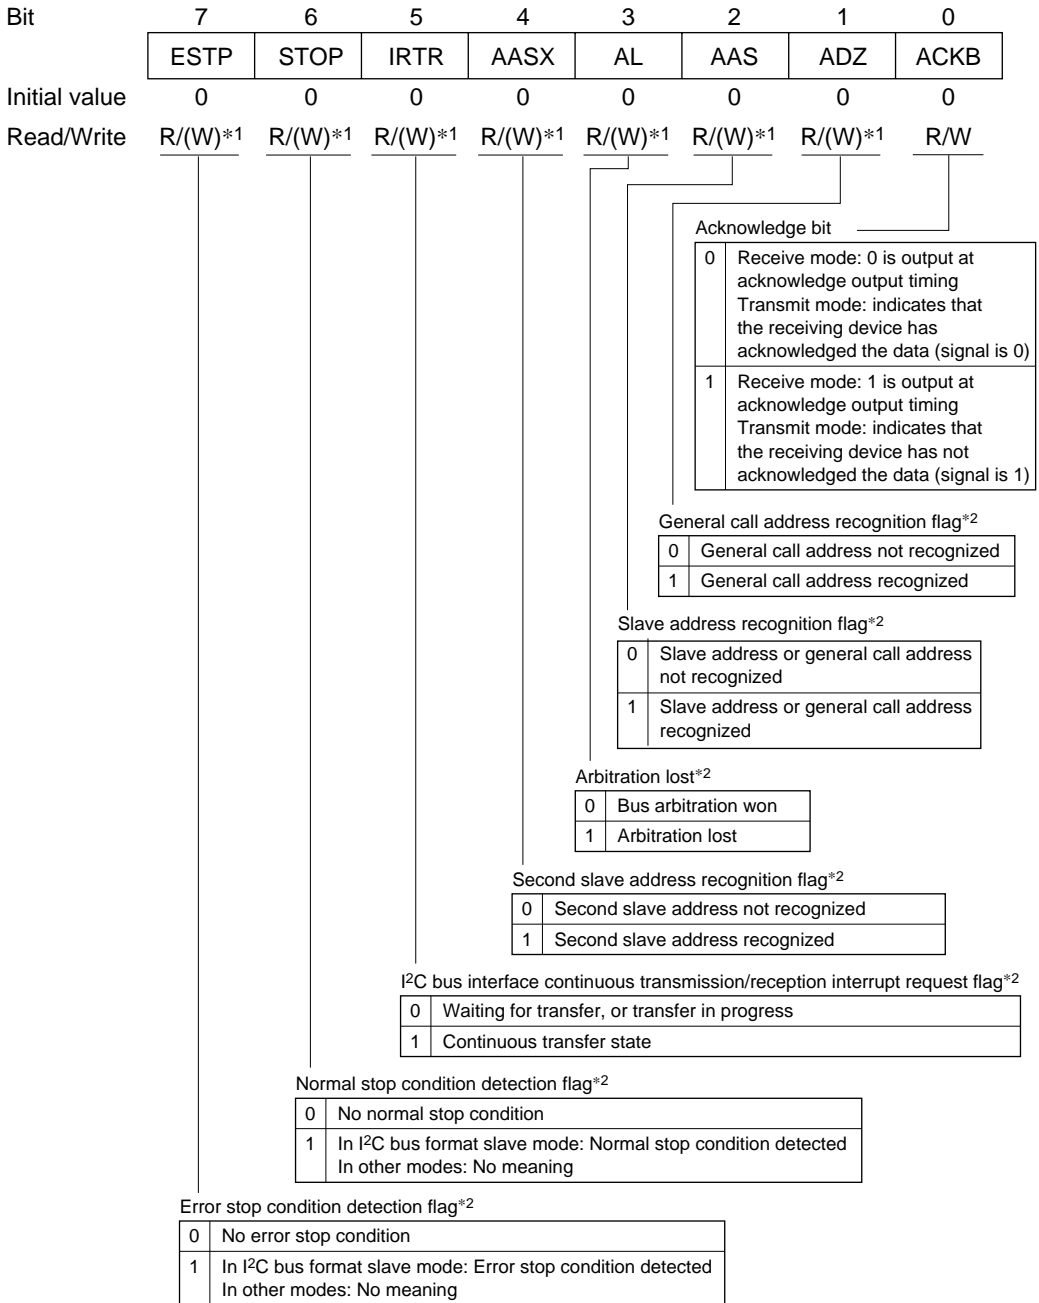 Bit 7 6 5 4 3 2 1 0
ESTP STOP IRTR AASX AL AAS ADZ ACKB
Initial value 0 0 0 0 0 0 0 0
Read/Write R/(W)*1 R/(W)*1 R/(W)*1 R/(W)*1 R/(W)*1 R/(W)*1 R/(W)*1 R/W
Acknowledge bit
0 Receive mode: 0 is output at
acknowledge output timing
Transmit mode: indicates that
the receiving device has
acknowledged the data (signal is 0)
1 Receive mode: 1 is output at
acknowledge output timing
Transmit mode: indicates that
the receiving device has not
acknowledged the data (signal is 1)
General call address recognition flag*2
0 General call address not recognized
1 General call address recognized
Slave address recognition flag*2
0 Slave address or general call address
not recognized
1 Slave address or general call address
recognized
Arbitration lost*2
0 Bus arbitration won
1 Arbitration lost
Second slave address recognition flag*2
0 Second slave address not recognized
1 Second slave address recognized
I2C bus interface continuous transmission/reception interrupt request flag*2
0 Waiting for transfer, or transfer in progress
1 Continuous transfer state
Normal stop condition detection flag*2
0 No normal stop condition
1 In I2C bus format slave mode: Normal stop condition detected
In other modes: No meaning
Error stop condition detection flag*2
0 No error stop condition
1 In I2C bus format slave mode: Error stop condition detected
In other modes: No meaning